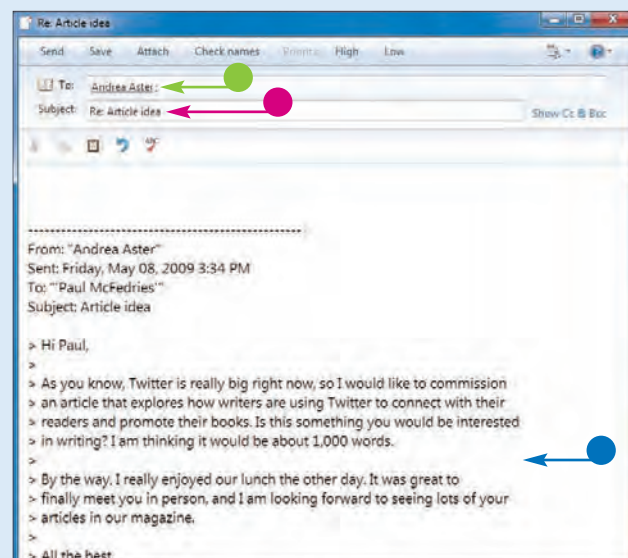 Re: Article idea
Send Save Attach Check names Priority: High Low
To: Andrea Aster;
Subject: Re: Article idea
Show Cc & Bcc
ABC
--------------------------------------------------
From: "Andrea Aster"
Sent: Friday, May 08, 2009 3:34 PM
To: "'Paul McFedries'"
Subject: Article idea
> Hi Paul,
>
> As you know, Twitter is really big right now, so I would like to commission
> an article that explores how writers are using Twitter to connect with their
> readers and promote their books. Is this something you would be interested
> in writing? I am thinking it would be about 1,000 words.
>
> By the way, I really enjoyed our lunch the other day. It was great to
> finally meet you in person, and I am looking forward to seeing lots of your
> articles in our magazine.
>
> All the best